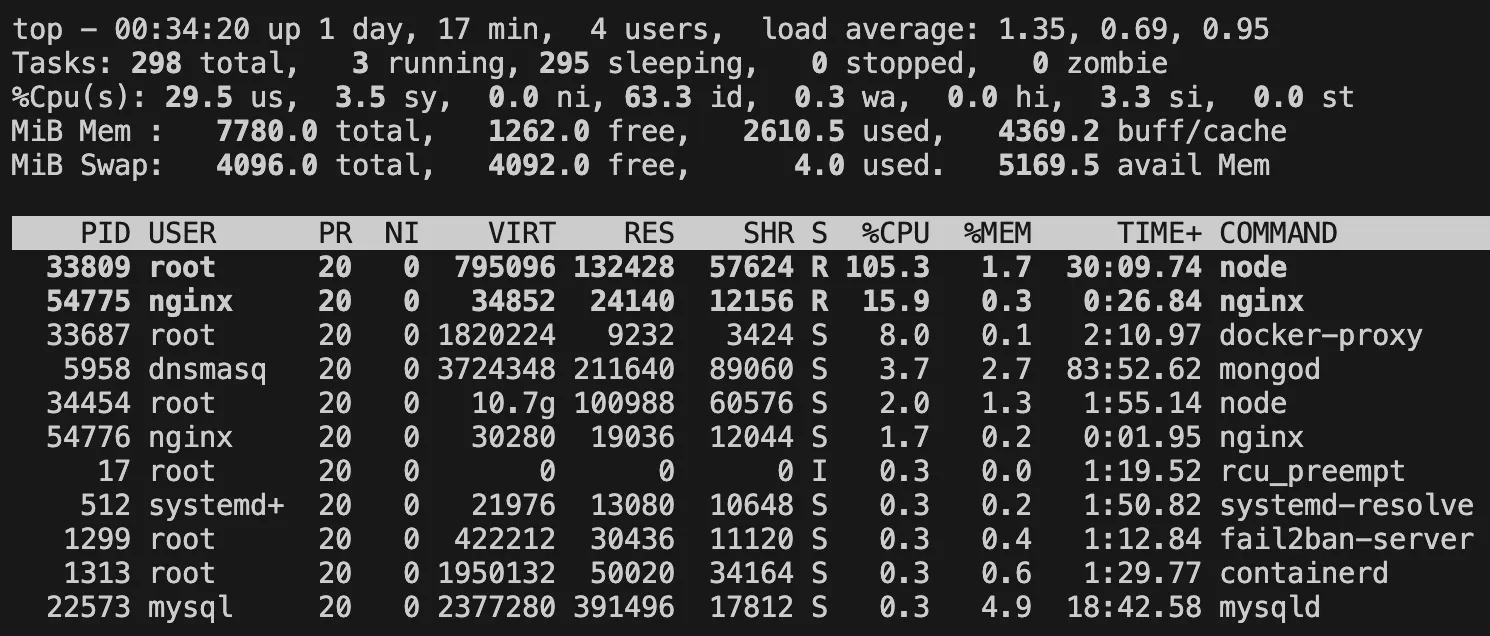 top - 00:34:20 up 1 day, 17 min,  4 users,  load average: 1.35, 0.69, 0.95
Tasks: 298 total,   3 running, 295 sleeping,   0 stopped,   0 zombie
%Cpu(s): 29.5 us,  3.5 sy,  0.0 ni, 63.3 id,  0.3 wa,  0.0 hi,  3.3 si,  0.0 st
MiB Mem :   7780.0 total,   1262.0 free,   2610.5 used,   4369.2 buff/cache
MiB Swap:   4096.0 total,   4092.0 free,      4.0 used.   5169.5 avail Mem
    PID USER      PR  NI    VIRT    RES    SHR S  %CPU  %MEM     TIME+ COMMAND
  33809 root      20   0  795096 132428  57624 R 105.3   1.7  30:09.74 node
  54775 nginx     20   0   34852  24140  12156 R  15.9   0.3   0:26.84 nginx
  33687 root      20   0 1820224   9232   3424 S   8.0   0.1   2:10.97 docker-proxy
   5958 dnsmasq   20   0 3724348 211640  89060 S   3.7   2.7  83:52.62 mongod
  34454 root      20   0   10.7g 100988  60576 S   2.0   1.3   1:55.14 node
  54776 nginx     20   0   30280  19036  12044 S   1.7   0.2   0:01.95 nginx
     17 root      20   0       0      0      0 I   0.3   0.0   1:19.52 rcu_preempt
    512 systemd+  20   0   21976  13080  10648 S   0.3   0.2   1:50.82 systemd-resolve
   1299 root      20   0  422212  30436  11120 S   0.3   0.4   1:12.84 fail2ban-server
   1313 root      20   0 1950132  50020  34164 S   0.3   0.6   1:29.77 containerd
  22573 mysql     20   0 2377280 391496  17812 S   0.3   4.9  18:42.58 mysqld